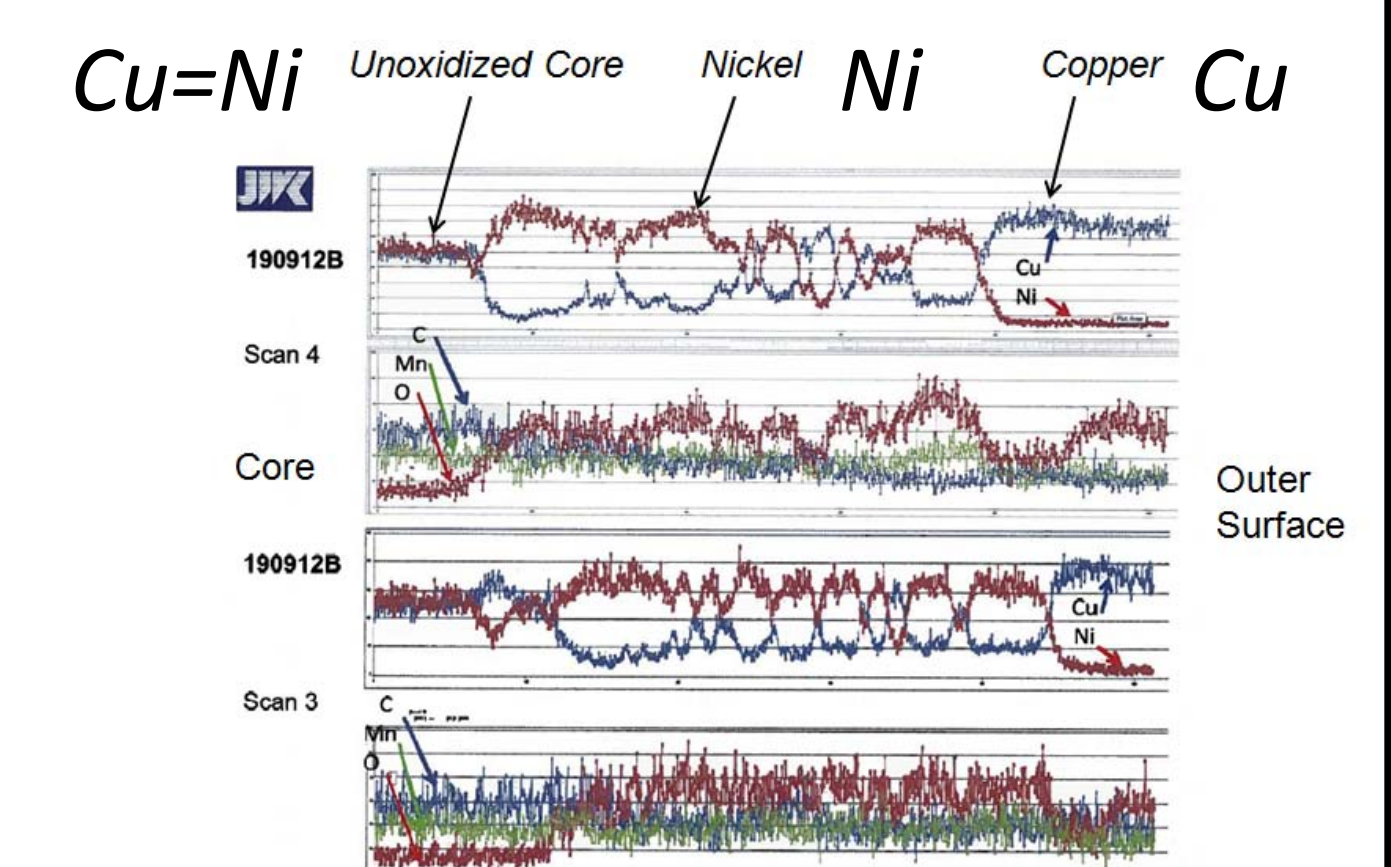 Cu=Ni Unoxidized Core Nickel Ni Copper Cu
JWK
190912B
Cu
Ni
Scan 4
C
Mn
O
Core
Outer
Surface
190912B
Cu
Ni
Scan 3
C
Mn
O